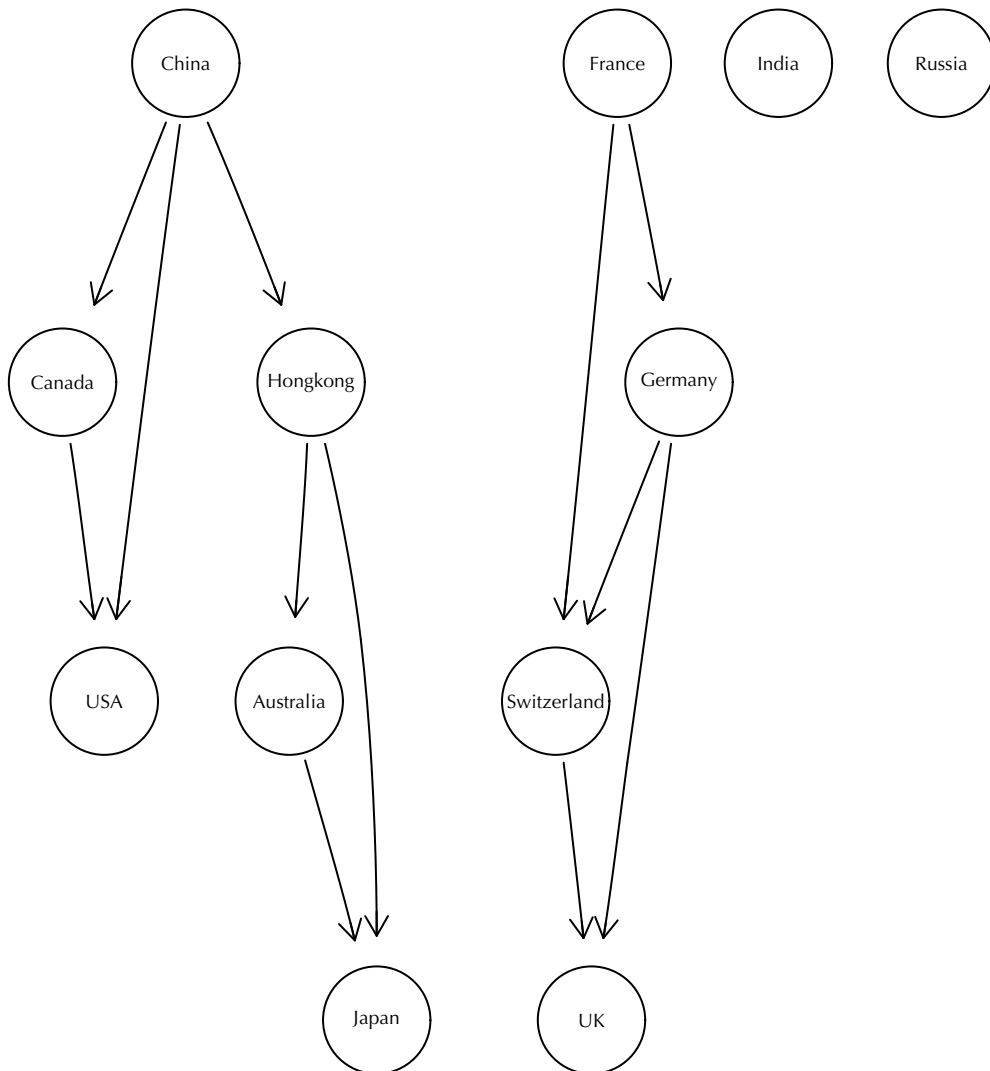 China
France
India
Russia
Canada
Hongkong
Germany
USA
Australia
Switzerland
Japan
UK